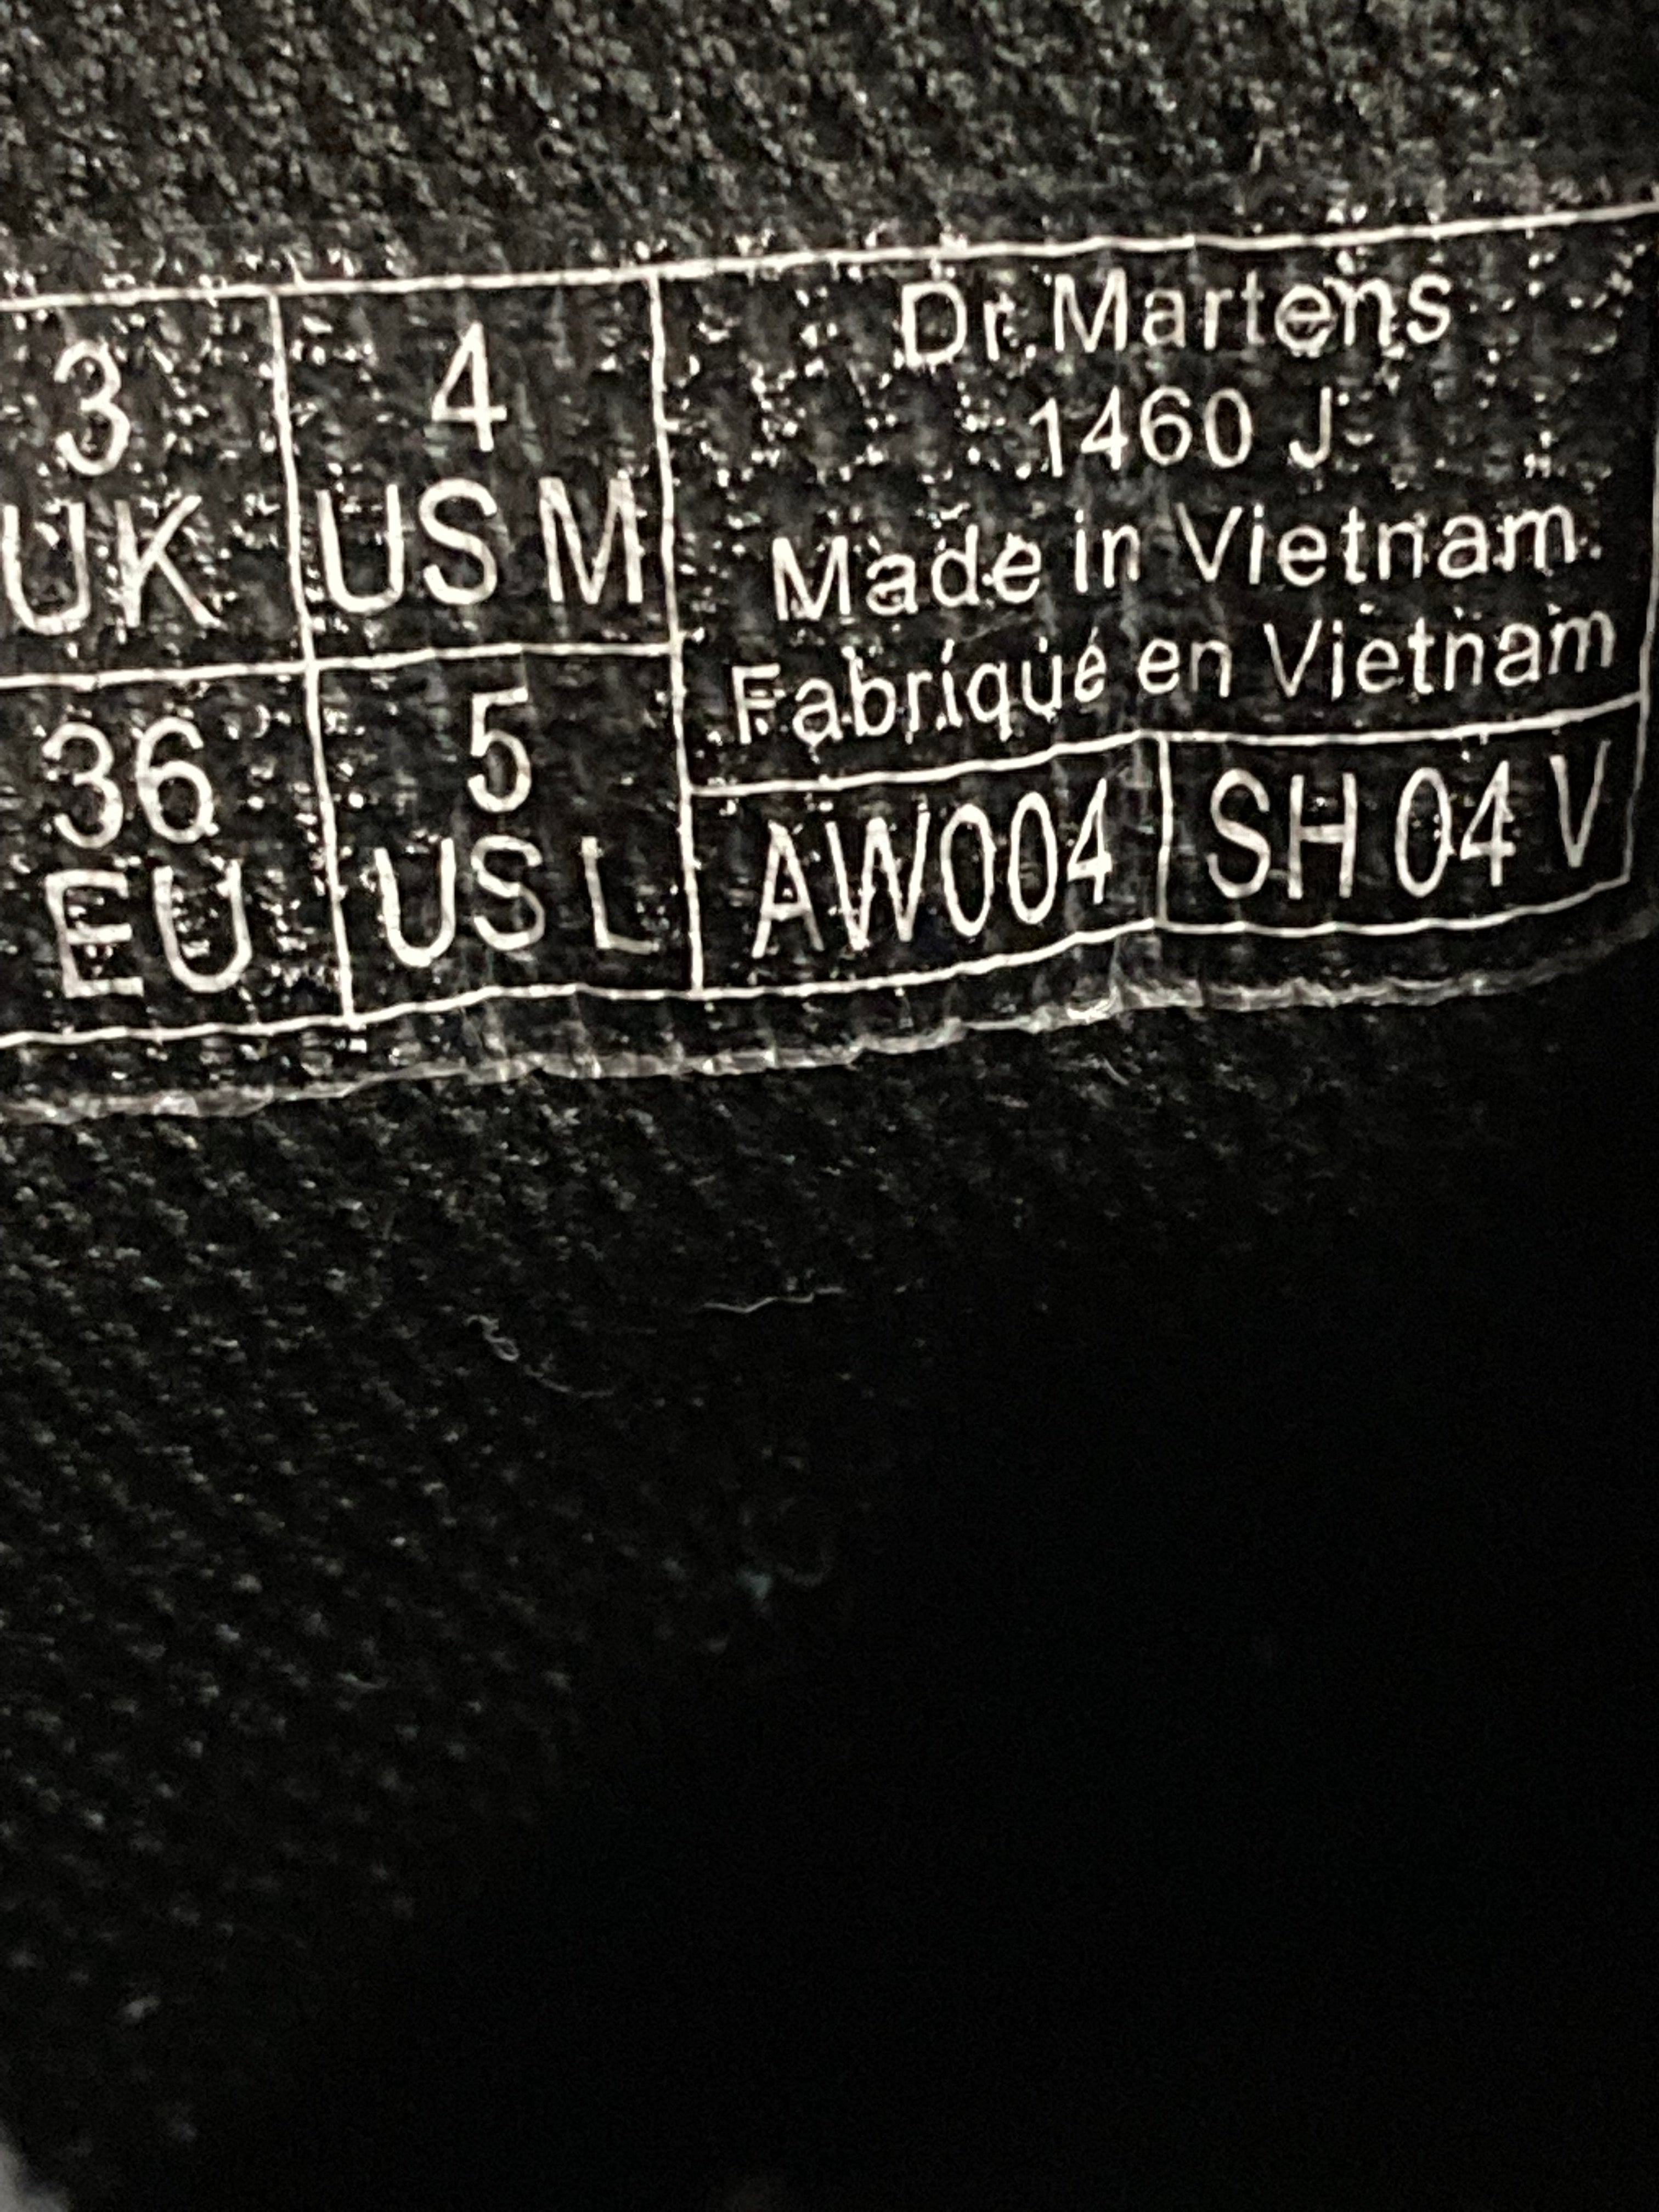 3
UK
4
US M
36
EU
5
US L
Dr. Martens
1460 J
Made in Vietnam
Fabriqué en Vietnam
AW004
SH 04 V